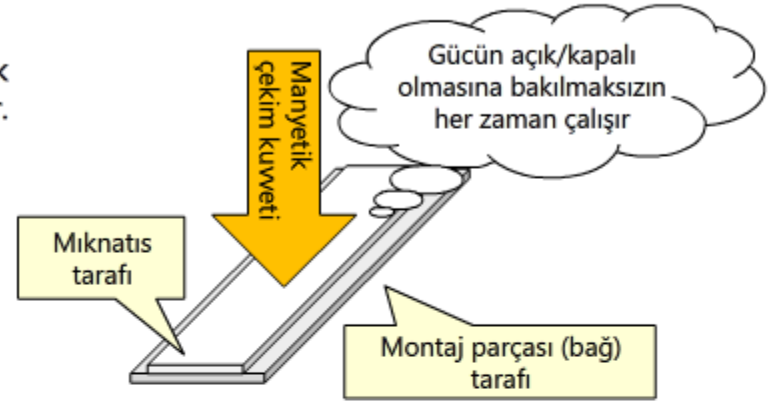 Gücün açık/kapalı
olmasına bakılmaksızın
her zaman çalışır
Manyetik
çekim kuvveti
Mıknatıs
tarafı
Montaj parçası (bağ)
tarafı